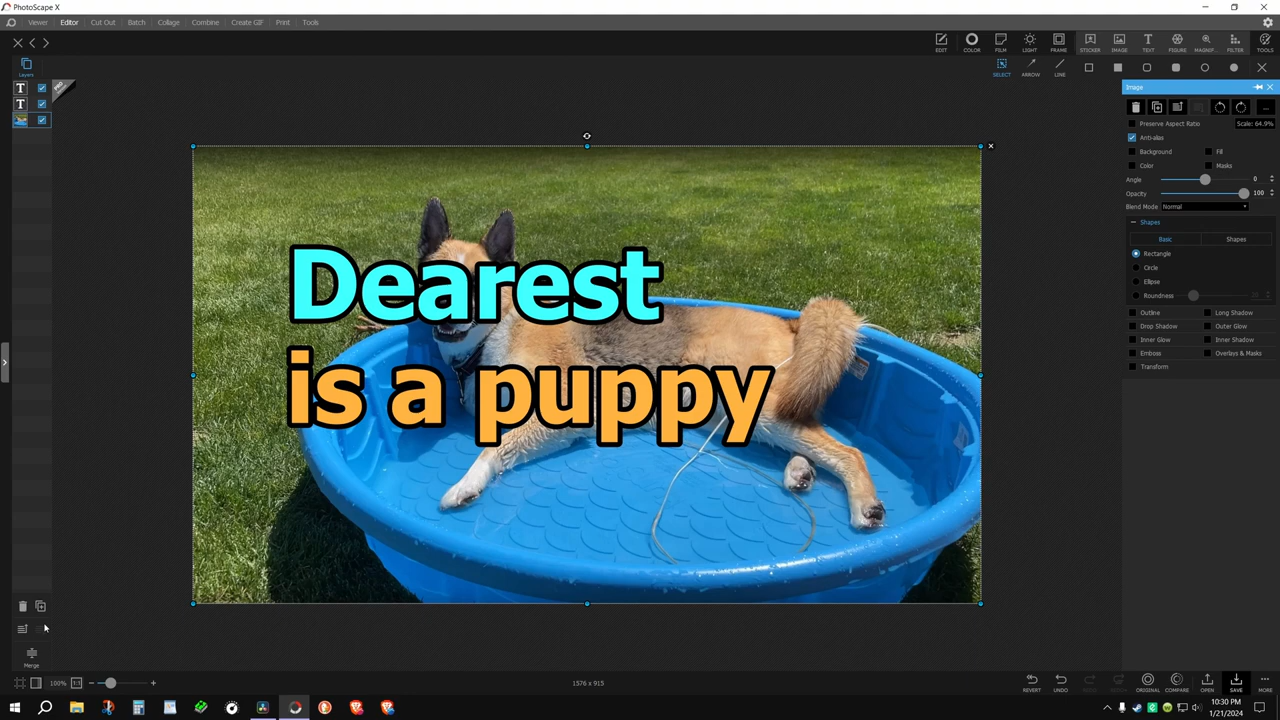 PhotoScape X
Viewer Editor Cut Out Batch Collage Combine Create GIF Print Tools
EDIT COLOR FILM LIGHT FRAME STICKER IMAGE TEXT FIGURE MAGNIF... FILTER TOOLS
Layers
SELECT ARROW LINE
T
PRO
T
Image
...
Preserve Aspect Ratio Scale: 64.9%
Anti-alias
Background Fill
Color Masks
Angle 0
Opacity 100
Blend Mode Normal
Shapes
Basic Shapes
Rectangle
Circle
Ellipse
Roundness
Outline Long Shadow
Drop Shadow Outer Glow
Inner Glow Inner Shadow
Emboss Overlays & Masks
Transform
Dearest
is a puppy
Merge
100% 1:1 1576 x 915
REVERT UNDO ORIGINAL COMPARE OPEN SAVE MORE
10:30 PM
1/21/2024